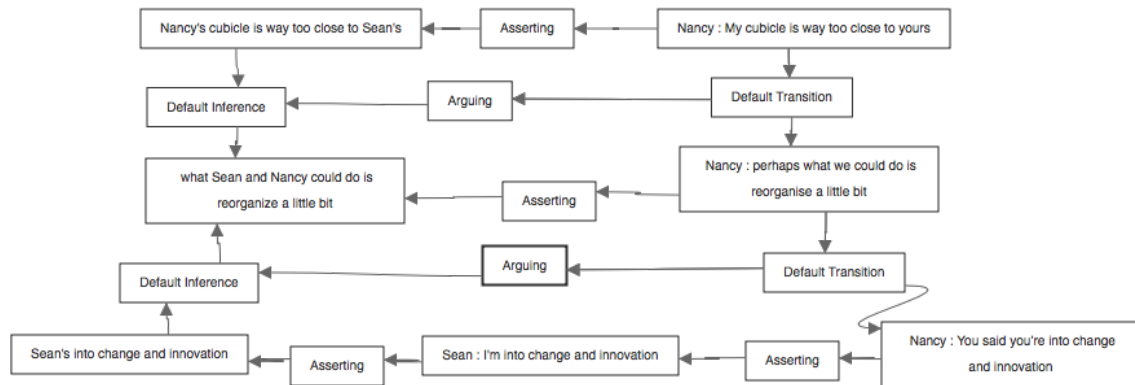 Nancy's cubicle is way too close to Sean's
Asserting
Nancy : My cubicle is way too close to yours
Default Inference
Arguing
Default Transition
what Sean and Nancy could do is
reorganize a little bit
Asserting
Nancy : perhaps what we could do is
reorganise a little bit
Default Inference
Arguing
Default Transition
Sean's into change and innovation
Asserting
Sean : I'm into change and innovation
Asserting
Nancy : You said you're into change
and innovation